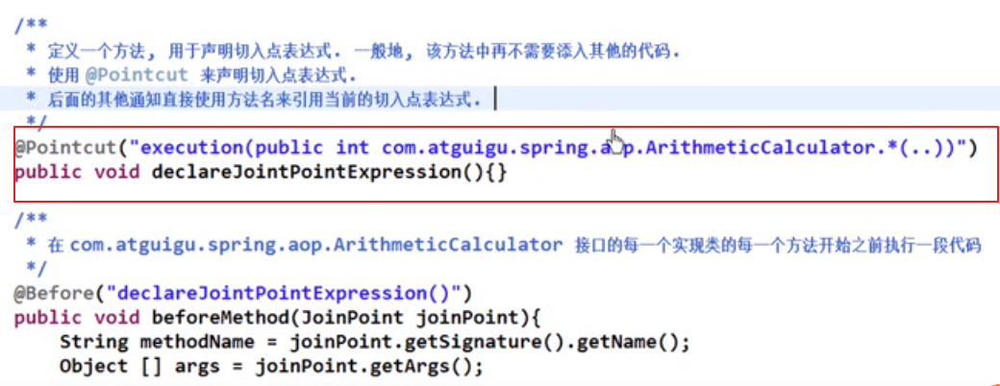 /**
 * 定义一个方法, 用于声明切入点表达式. 一般地, 该方法中再不需要添入其他的代码.
 * 使用 @Pointcut 来声明切入点表达式.
 * 后面的其他通知直接使用方法名来引用当前的切入点表达式.
 */
@Pointcut("execution(public int com.atguigu.spring.aop.ArithmeticCalculator.*(..))")
public void declareJointPointExpression(){}
/**
 * 在 com.atguigu.spring.aop.ArithmeticCalculator 接口的每一个实现类的每一个方法开始之前执行一段代码
 */
@Before("declareJointPointExpression()")
public void beforeMethod(JoinPoint joinPoint){
    String methodName = joinPoint.getSignature().getName();
    Object [] args = joinPoint.getArgs();